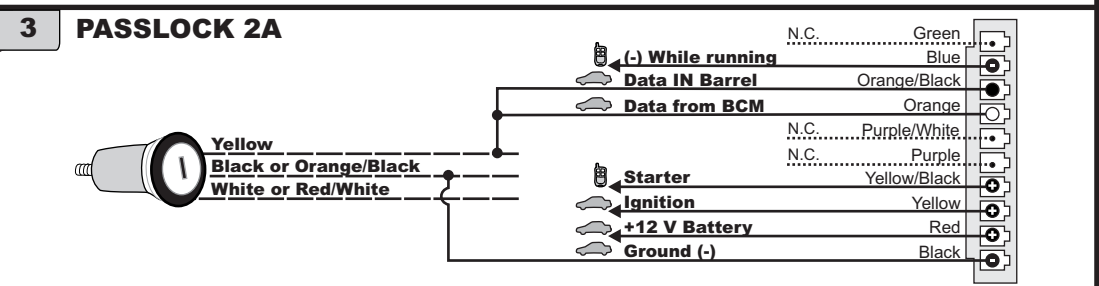 3 PASSLOCK 2A
N.C. Green
(-) While running Blue
Data IN Barrel Orange/Black
Data from BCM Orange
N.C. Purple/White
N.C. Purple
Starter Yellow/Black
Ignition Yellow
+12 V Battery Red
Ground (-) Black
Yellow
Black or Orange/Black
White or Red/White